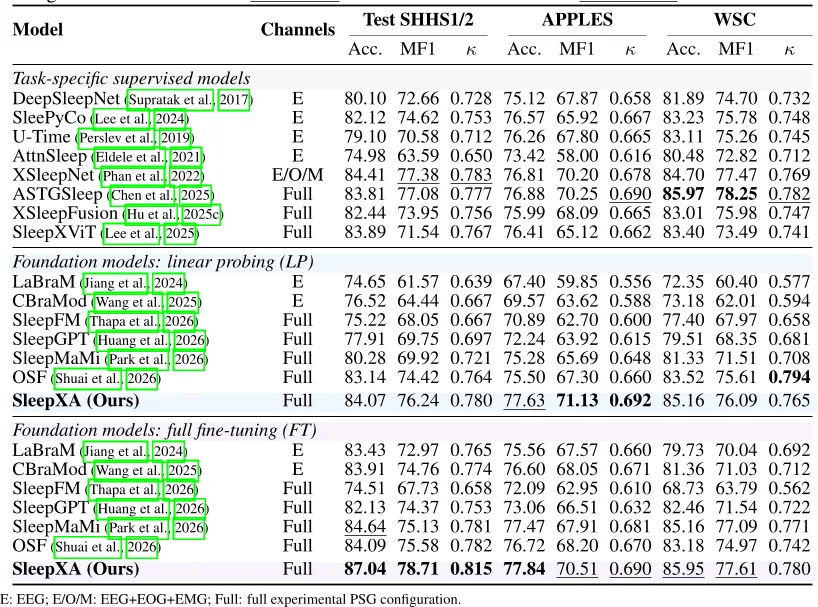 Model Channels Test SHHS1/2 APPLES WSC
Acc. MF1 κ Acc. MF1 κ Acc. MF1 κ
Task-specific supervised models
DeepSleepNet (Supratak et al., 2017) E 80.10 72.66 0.728 75.12 67.87 0.658 81.89 74.70 0.732
SleePyCo (Lee et al., 2024) E 82.12 74.62 0.753 76.57 65.92 0.667 83.23 75.78 0.748
U-Time (Perslev et al., 2019) E 79.10 70.58 0.712 76.26 67.80 0.665 83.11 75.26 0.745
AttnSleep (Eldele et al., 2021) E 74.98 63.59 0.650 73.42 58.00 0.616 80.48 72.82 0.712
XSleepNet (Phan et al., 2022) E/O/M 84.41 77.38 0.783 76.81 70.20 0.678 84.70 77.47 0.769
ASTGSleep (Chen et al., 2025) Full 83.81 77.08 0.777 76.88 70.25 0.690 85.97 78.25 0.782
XSleepFusion (Hu et al., 2025c) Full 82.44 73.95 0.756 75.99 68.09 0.665 83.01 75.98 0.747
SleepXViT (Lee et al., 2025) Full 83.89 71.54 0.767 76.41 65.12 0.662 83.40 73.49 0.741
Foundation models: linear probing (LP)
LaBraM (Jiang et al., 2024) E 74.65 61.57 0.639 67.40 59.85 0.556 72.35 60.40 0.577
CBraMod (Wang et al., 2025) E 76.52 64.44 0.667 69.57 63.62 0.588 73.18 62.01 0.594
SleepFM (Thapa et al., 2026) Full 75.22 68.05 0.667 70.89 62.70 0.600 77.40 67.97 0.658
SleepGPT (Huang et al., 2026) Full 77.91 69.75 0.697 72.24 63.92 0.615 79.51 68.35 0.681
SleepMaMi (Park et al., 2026) Full 80.28 69.92 0.721 75.28 65.69 0.648 81.33 71.51 0.708
OSF (Shuai et al., 2026) Full 83.14 74.42 0.764 75.50 67.30 0.660 83.52 75.61 0.794
SleepXA (Ours) Full 84.07 76.24 0.780 77.63 71.13 0.692 85.16 76.09 0.765
Foundation models: full fine-tuning (FT)
LaBraM (Jiang et al., 2024) E 83.43 72.97 0.765 75.56 67.57 0.660 79.73 70.04 0.692
CBraMod (Wang et al., 2025) E 83.91 74.76 0.774 76.60 68.05 0.671 81.36 71.03 0.712
SleepFM (Thapa et al., 2026) Full 74.51 67.73 0.658 72.09 62.95 0.610 68.73 63.79 0.562
SleepGPT (Huang et al., 2026) Full 82.13 74.37 0.753 73.06 66.51 0.632 82.46 71.54 0.722
SleepMaMi (Park et al., 2026) Full 84.64 75.13 0.781 77.47 67.91 0.681 85.16 77.09 0.771
OSF (Shuai et al., 2026) Full 84.09 75.58 0.782 76.72 68.20 0.670 83.18 74.97 0.742
SleepXA (Ours) Full 87.04 78.71 0.815 77.84 70.51 0.690 85.95 77.61 0.780
E: EEG; E/O/M: EEG+EOG+EMG; Full: full experimental PSG configuration.